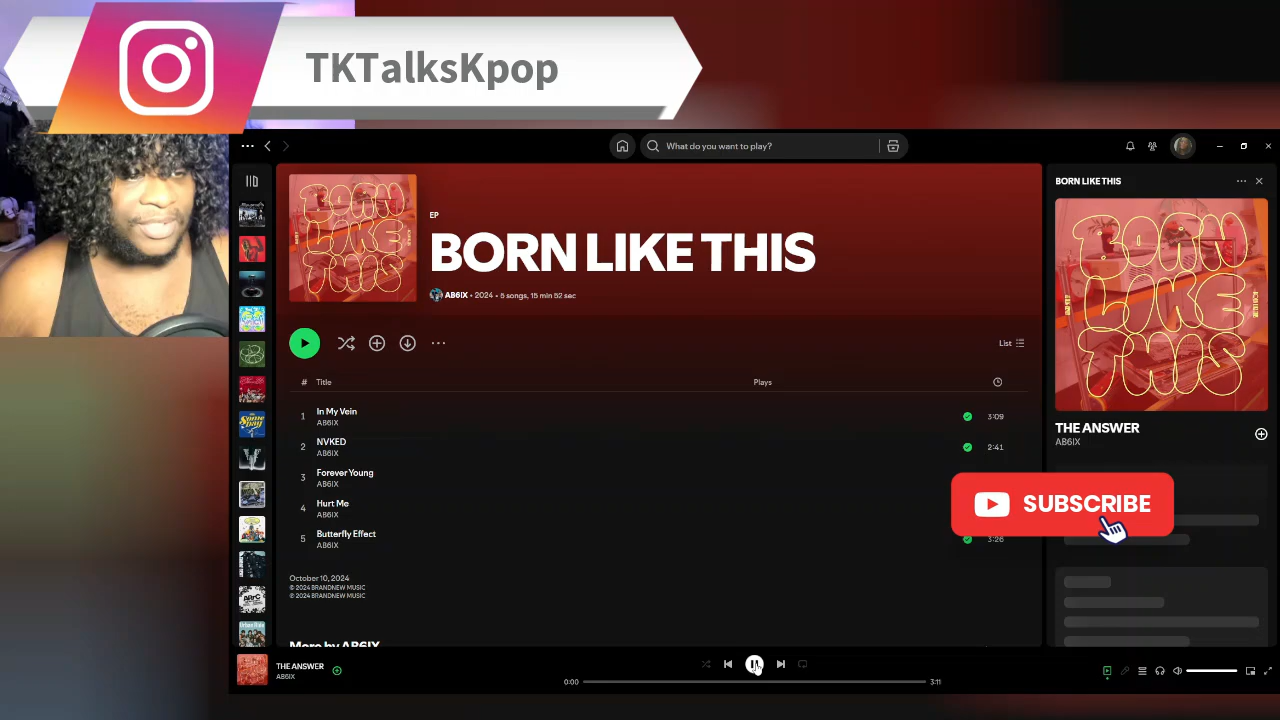 TKTalksKpop
What do you want to play?
EP
BORN LIKE THIS
AB6IX • 2024 • 5 songs, 15 min 52 sec
List
# Title Plays
1 In My Vein 3:09
AB6IX
2 NVKED 2:41
AB6IX
3 Forever Young
AB6IX
4 Hurt Me
AB6IX
5 Butterfly Effect 3:26
AB6IX
October 10, 2024
© 2024 BRANDNEW MUSIC
℗ 2024 BRANDNEW MUSIC
More by AB6IX
BORN LIKE THIS
BORN
LIKE
THIS
THE ANSWER
AB6IX
SUBSCRIBE
THE ANSWER
AB6IX
0:00
3:11